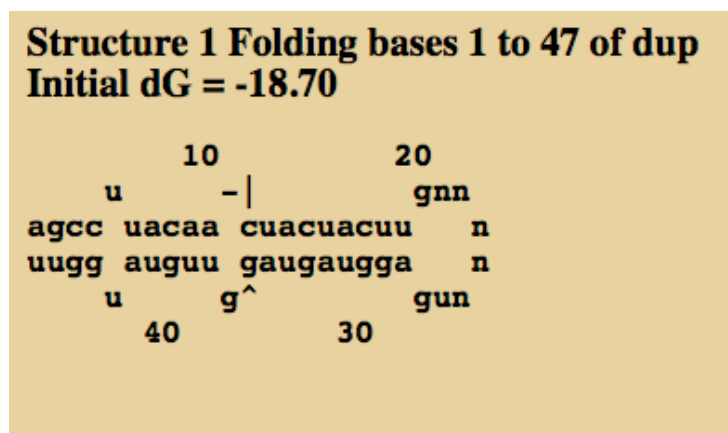 Structure 1 Folding bases 1 to 47 of dup
Initial dG = -18.70
        10         20
    u     -|        gnn
agcc uacaa cuacuacuu   n
uugg auguu gaugaugga   n
    u     g^        gun
      40        30